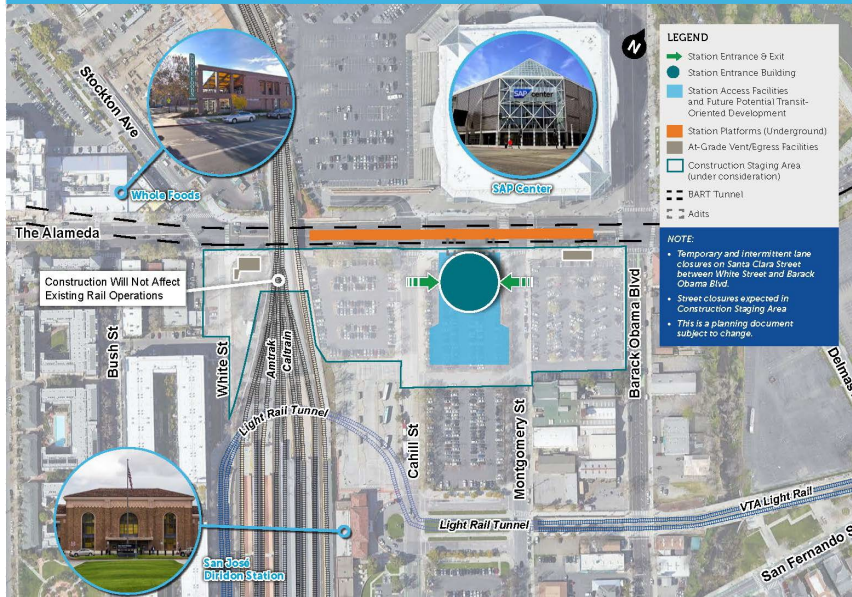 LEGEND
Station Entrance & Exit
Station Entrance Building
Station Access Facilities
and Future Potential Transit-
Oriented Development
Station Platforms (Underground)
At-Grade Vent/Egress Facilities
Construction Staging Area
(under consideration)
BART Tunnel
Adits
NOTE:
• Temporary and intermittent lane
closures on Santa Clara Street
between White Street and Barack
Obama Blvd.
• Street closures expected in
Construction Staging Area
• This is a planning document
subject to change.
N
Stockton Ave
Whole Foods
SAP center
SAP Center
The Alameda
Construction Will Not Affect
Existing Rail Operations
Bush St
White St
Amtrak
Caltrain
Light Rail Tunnel
Cahill St
Montgomery St
Barack Obama Blvd
Delmas
Light Rail Tunnel
VTA Light Rail
San Fernando S
San José
Diridon Station